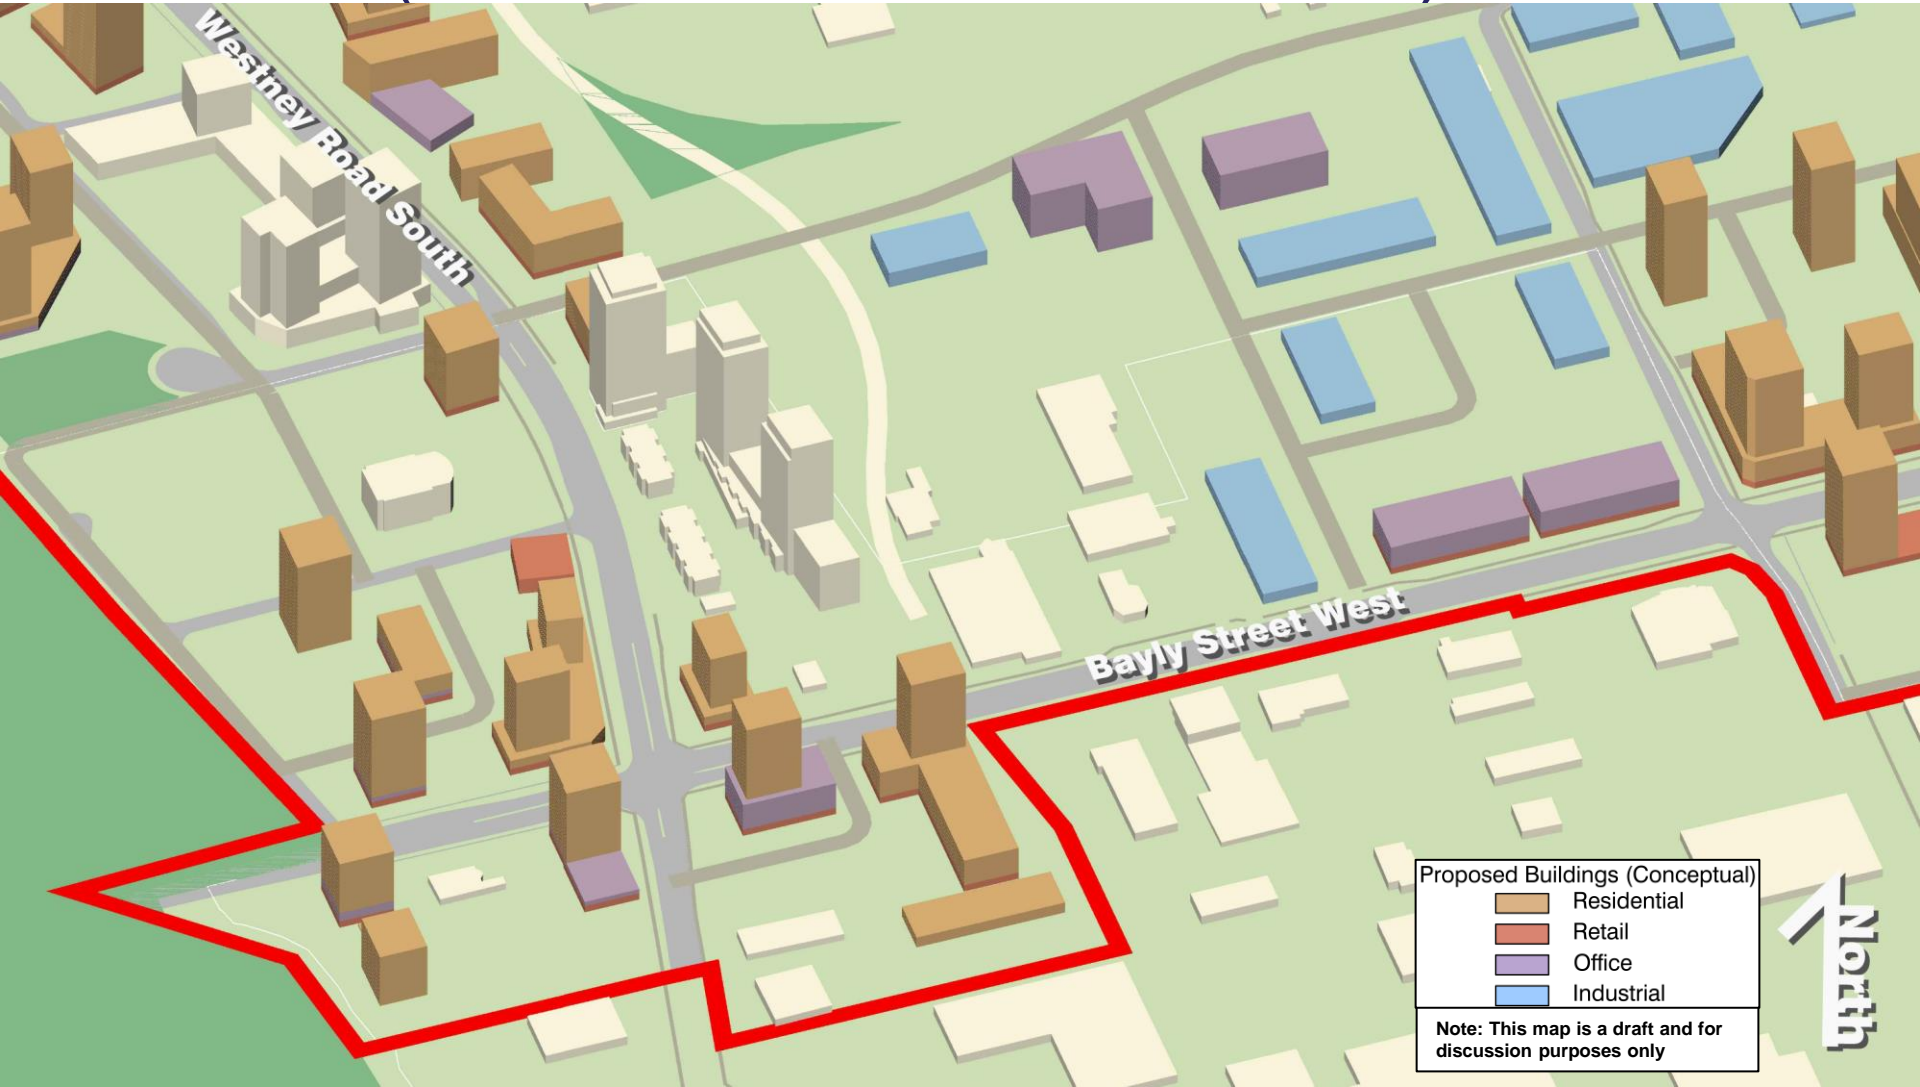 Westney Road South
Bayly Street West
Proposed Buildings (Conceptual)
Residential
Retail
Office
Industrial
Note: This map is a draft and for
discussion purposes only
North